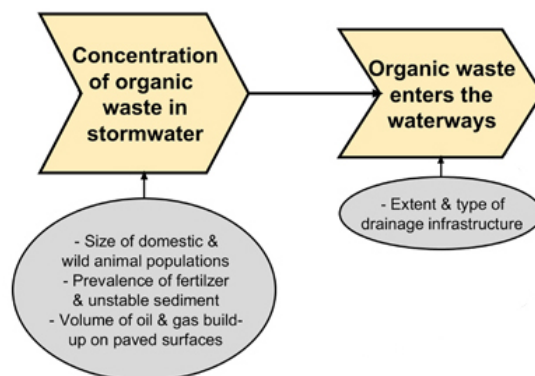 Concentration
of organic
waste in
stormwater
Organic waste
enters the
waterways
- Size of domestic &
wild animal populations
- Prevalence of fertilzer
& unstable sediment
- Volume of oil & gas build-
up on paved surfaces
- Extent & type of
drainage infrastructure